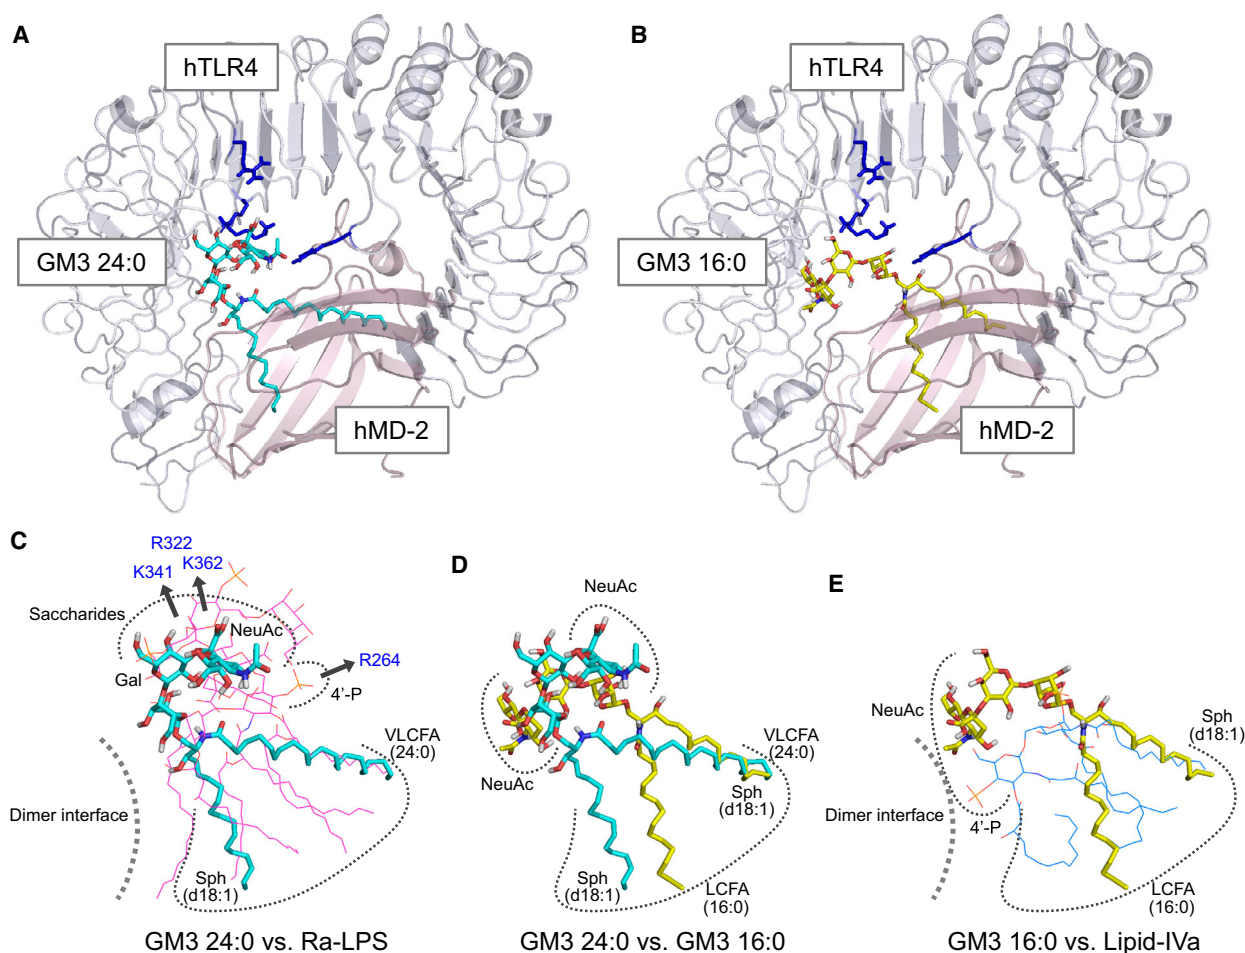 A
hTLR4
GM3 24:0
hMD-2
B
hTLR4
GM3 16:0
hMD-2
C
R322
K341
K362
Saccharides
NeuAc
Gal
R264
4'-P
VLCFA
(24:0)
Dimer interface
Sph
(d18:1)
GM3 24:0 vs. Ra-LPS
D
NeuAc
NeuAc
VLCFA
(24:0)
Sph
(d18:1)
Sph
(d18:1)
LCFA
(16:0)
GM3 24:0 vs. GM3 16:0
E
NeuAc
Sph
(d18:1)
Dimer interface
4'-P
LCFA
(16:0)
GM3 16:0 vs. Lipid-IVa